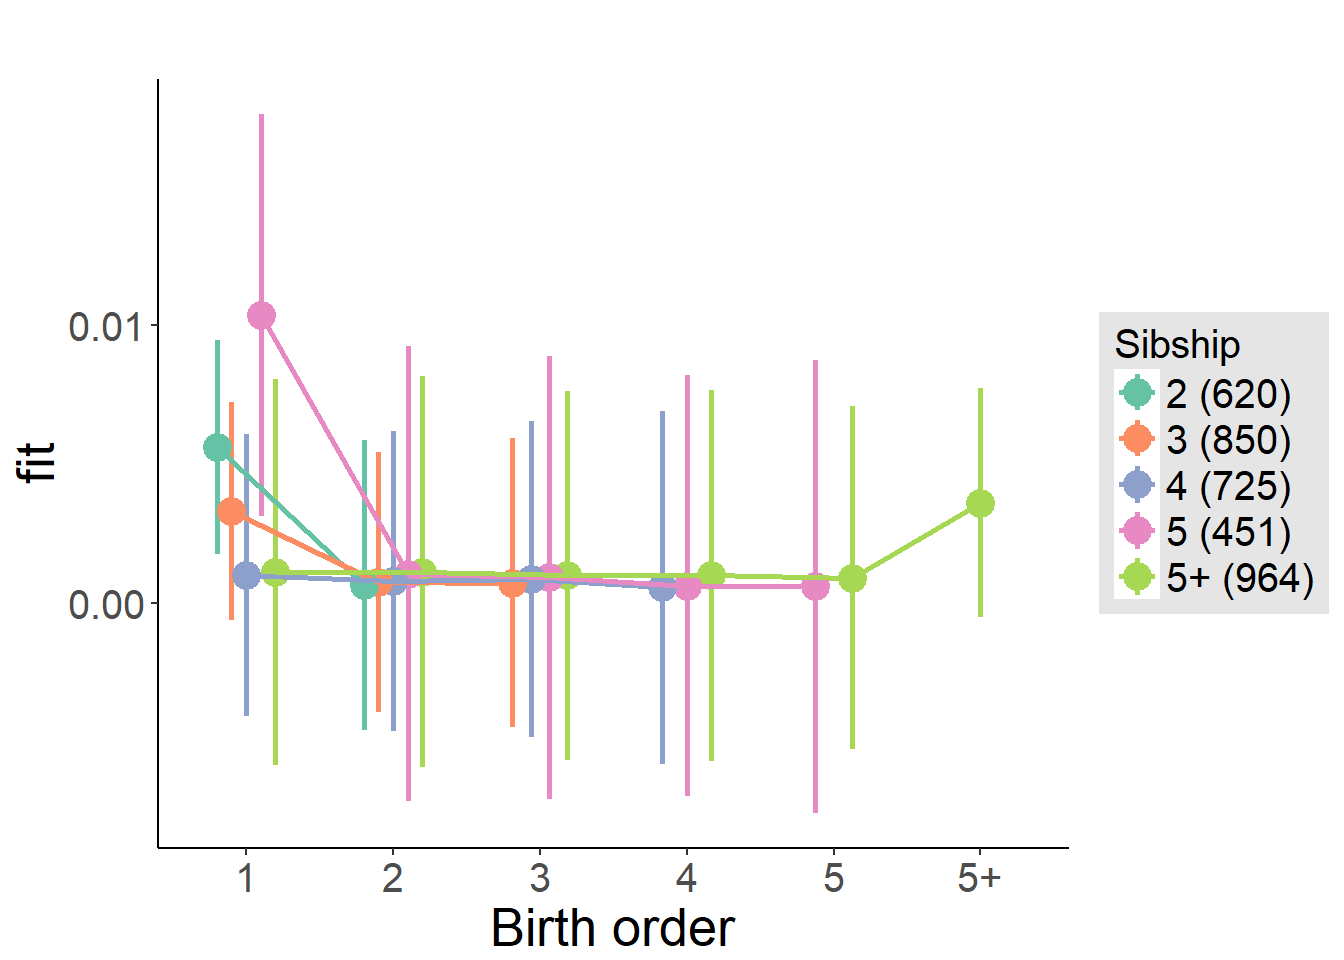 fit
0.01
0.00
1 2 3 4 5 5+
Birth order
Sibship
2 (620)
3 (850)
4 (725)
5 (451)
5+ (964)